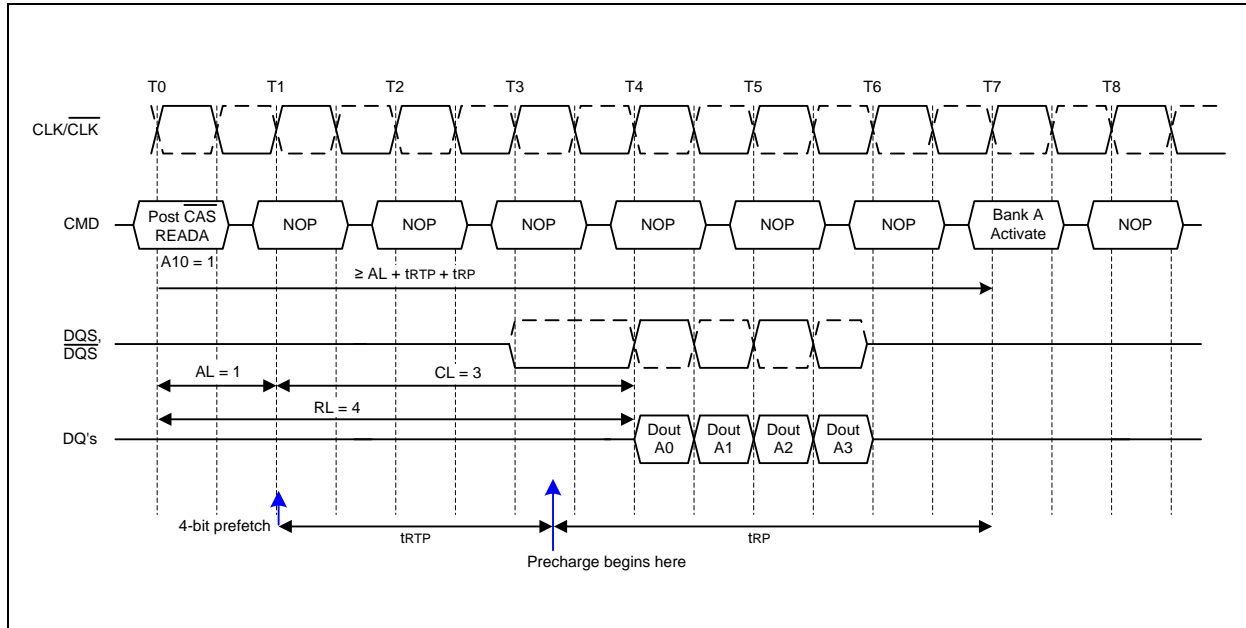 T0 T1 T2 T3 T4 T5 T6 T7 T8
CLK/CLK
CMD
Post CAS
READA
NOP NOP NOP NOP NOP NOP
Bank A
Activate
NOP
A10 = 1
≥ AL + tRTP + tRP
DQS,
DQS
AL = 1
CL = 3
RL = 4
DQ's
Dout
A0
Dout
A1
Dout
A2
Dout
A3
4-bit prefetch
tRTP
tRP
Precharge begins here